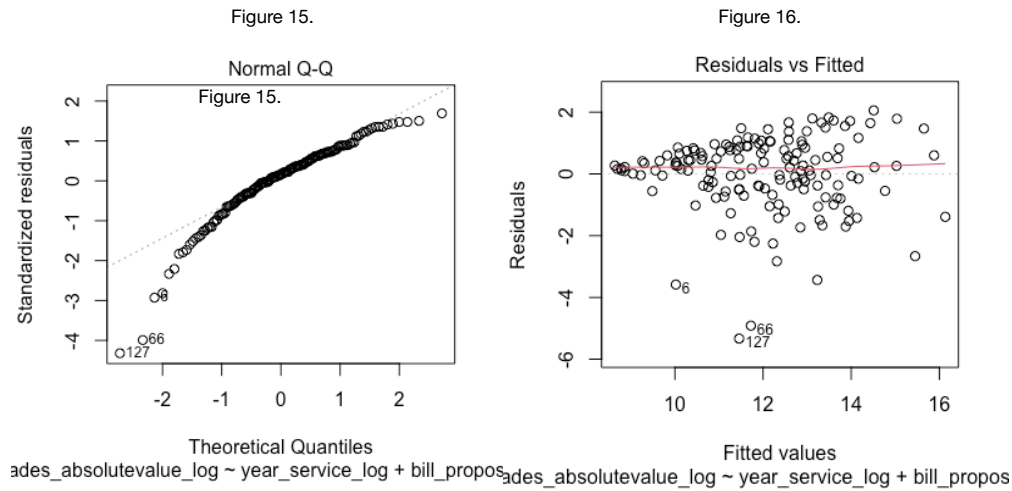 Figure 15.
Normal Q-Q
Figure 15.
Standardized residuals
2
1
0
-1
-2
-3
-4
6
66
127
-2 -1 0 1 2
Theoretical Quantiles
ades_absolutevalue_log ~ year_service_log + bill_propos
Figure 16.
Residuals vs Fitted
Residuals
2
0
-2
-4
-6
6
66
127
10 12 14 16
Fitted values
ades_absolutevalue_log ~ year_service_log + bill_propos